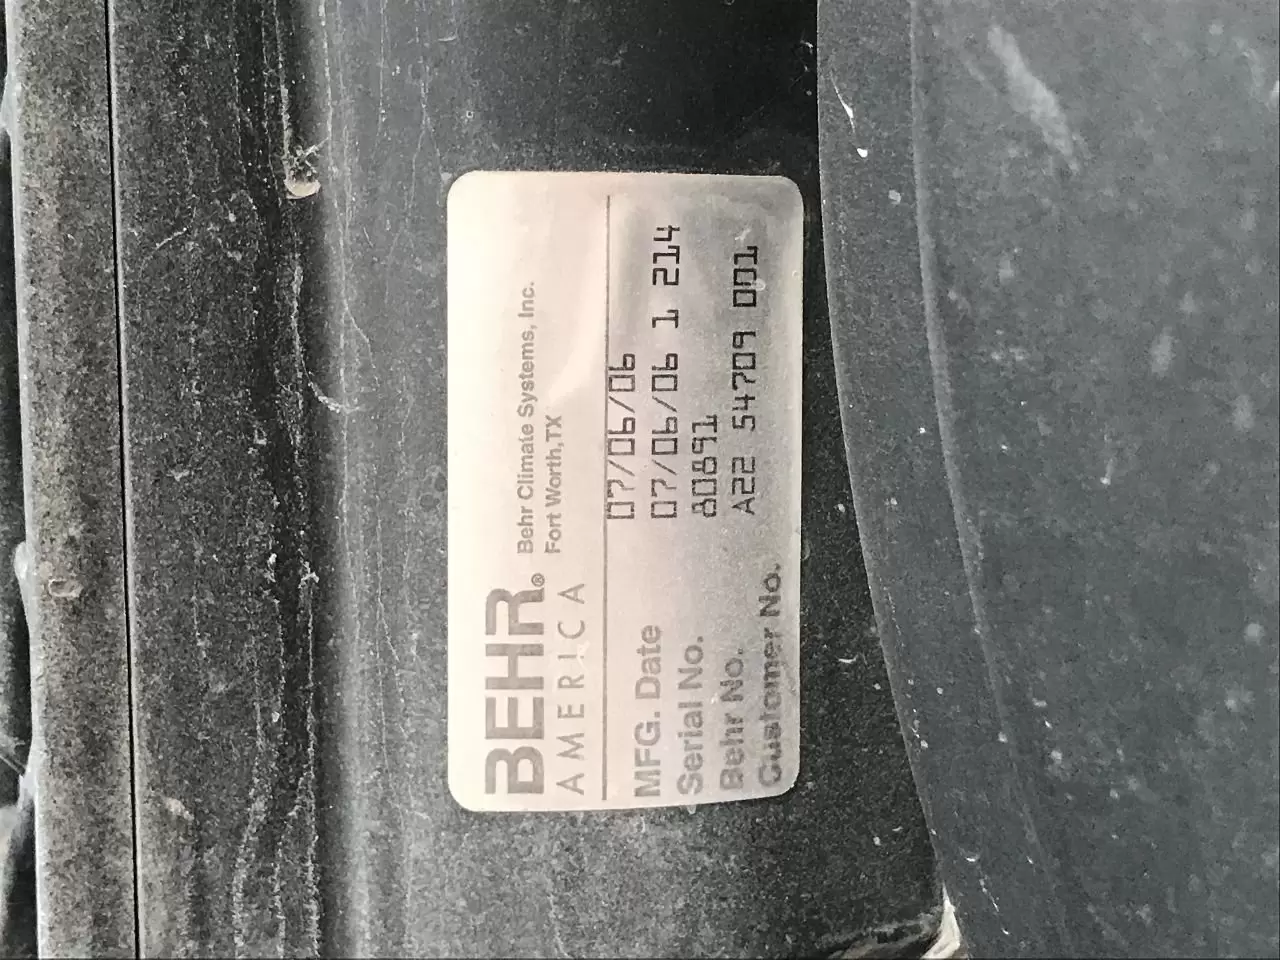 BEHR® Behr Climate Systems, Inc.
AMERICA Fort Worth,TX
MFG. Date 07/06/06
Serial No. 07/06/06 1 214
Behr No. 80891
Customer No. A22 54709 001